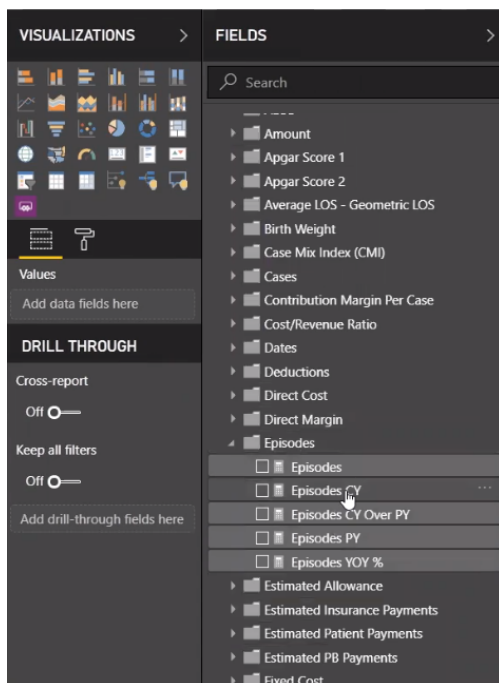 VISUALIZATIONS
Values
Add data fields here
DRILL THROUGH
Cross-report
Off
Keep all filters
Off
Add drill-through fields here
FIELDS
Search
Amount
Apgar Score 1
Apgar Score 2
Average LOS - Geometric LOS
Birth Weight
Case Mix Index (CMI)
Cases
Contribution Margin Per Case
Cost/Revenue Ratio
Dates
Deductions
Direct Cost
Direct Margin
Episodes
Episodes
Episodes CY
Episodes CY Over PY
Episodes PY
Episodes YOY %
Estimated Allowance
Estimated Insurance Payments
Estimated Patient Payments
Estimated PB Payments
Fixed Cost